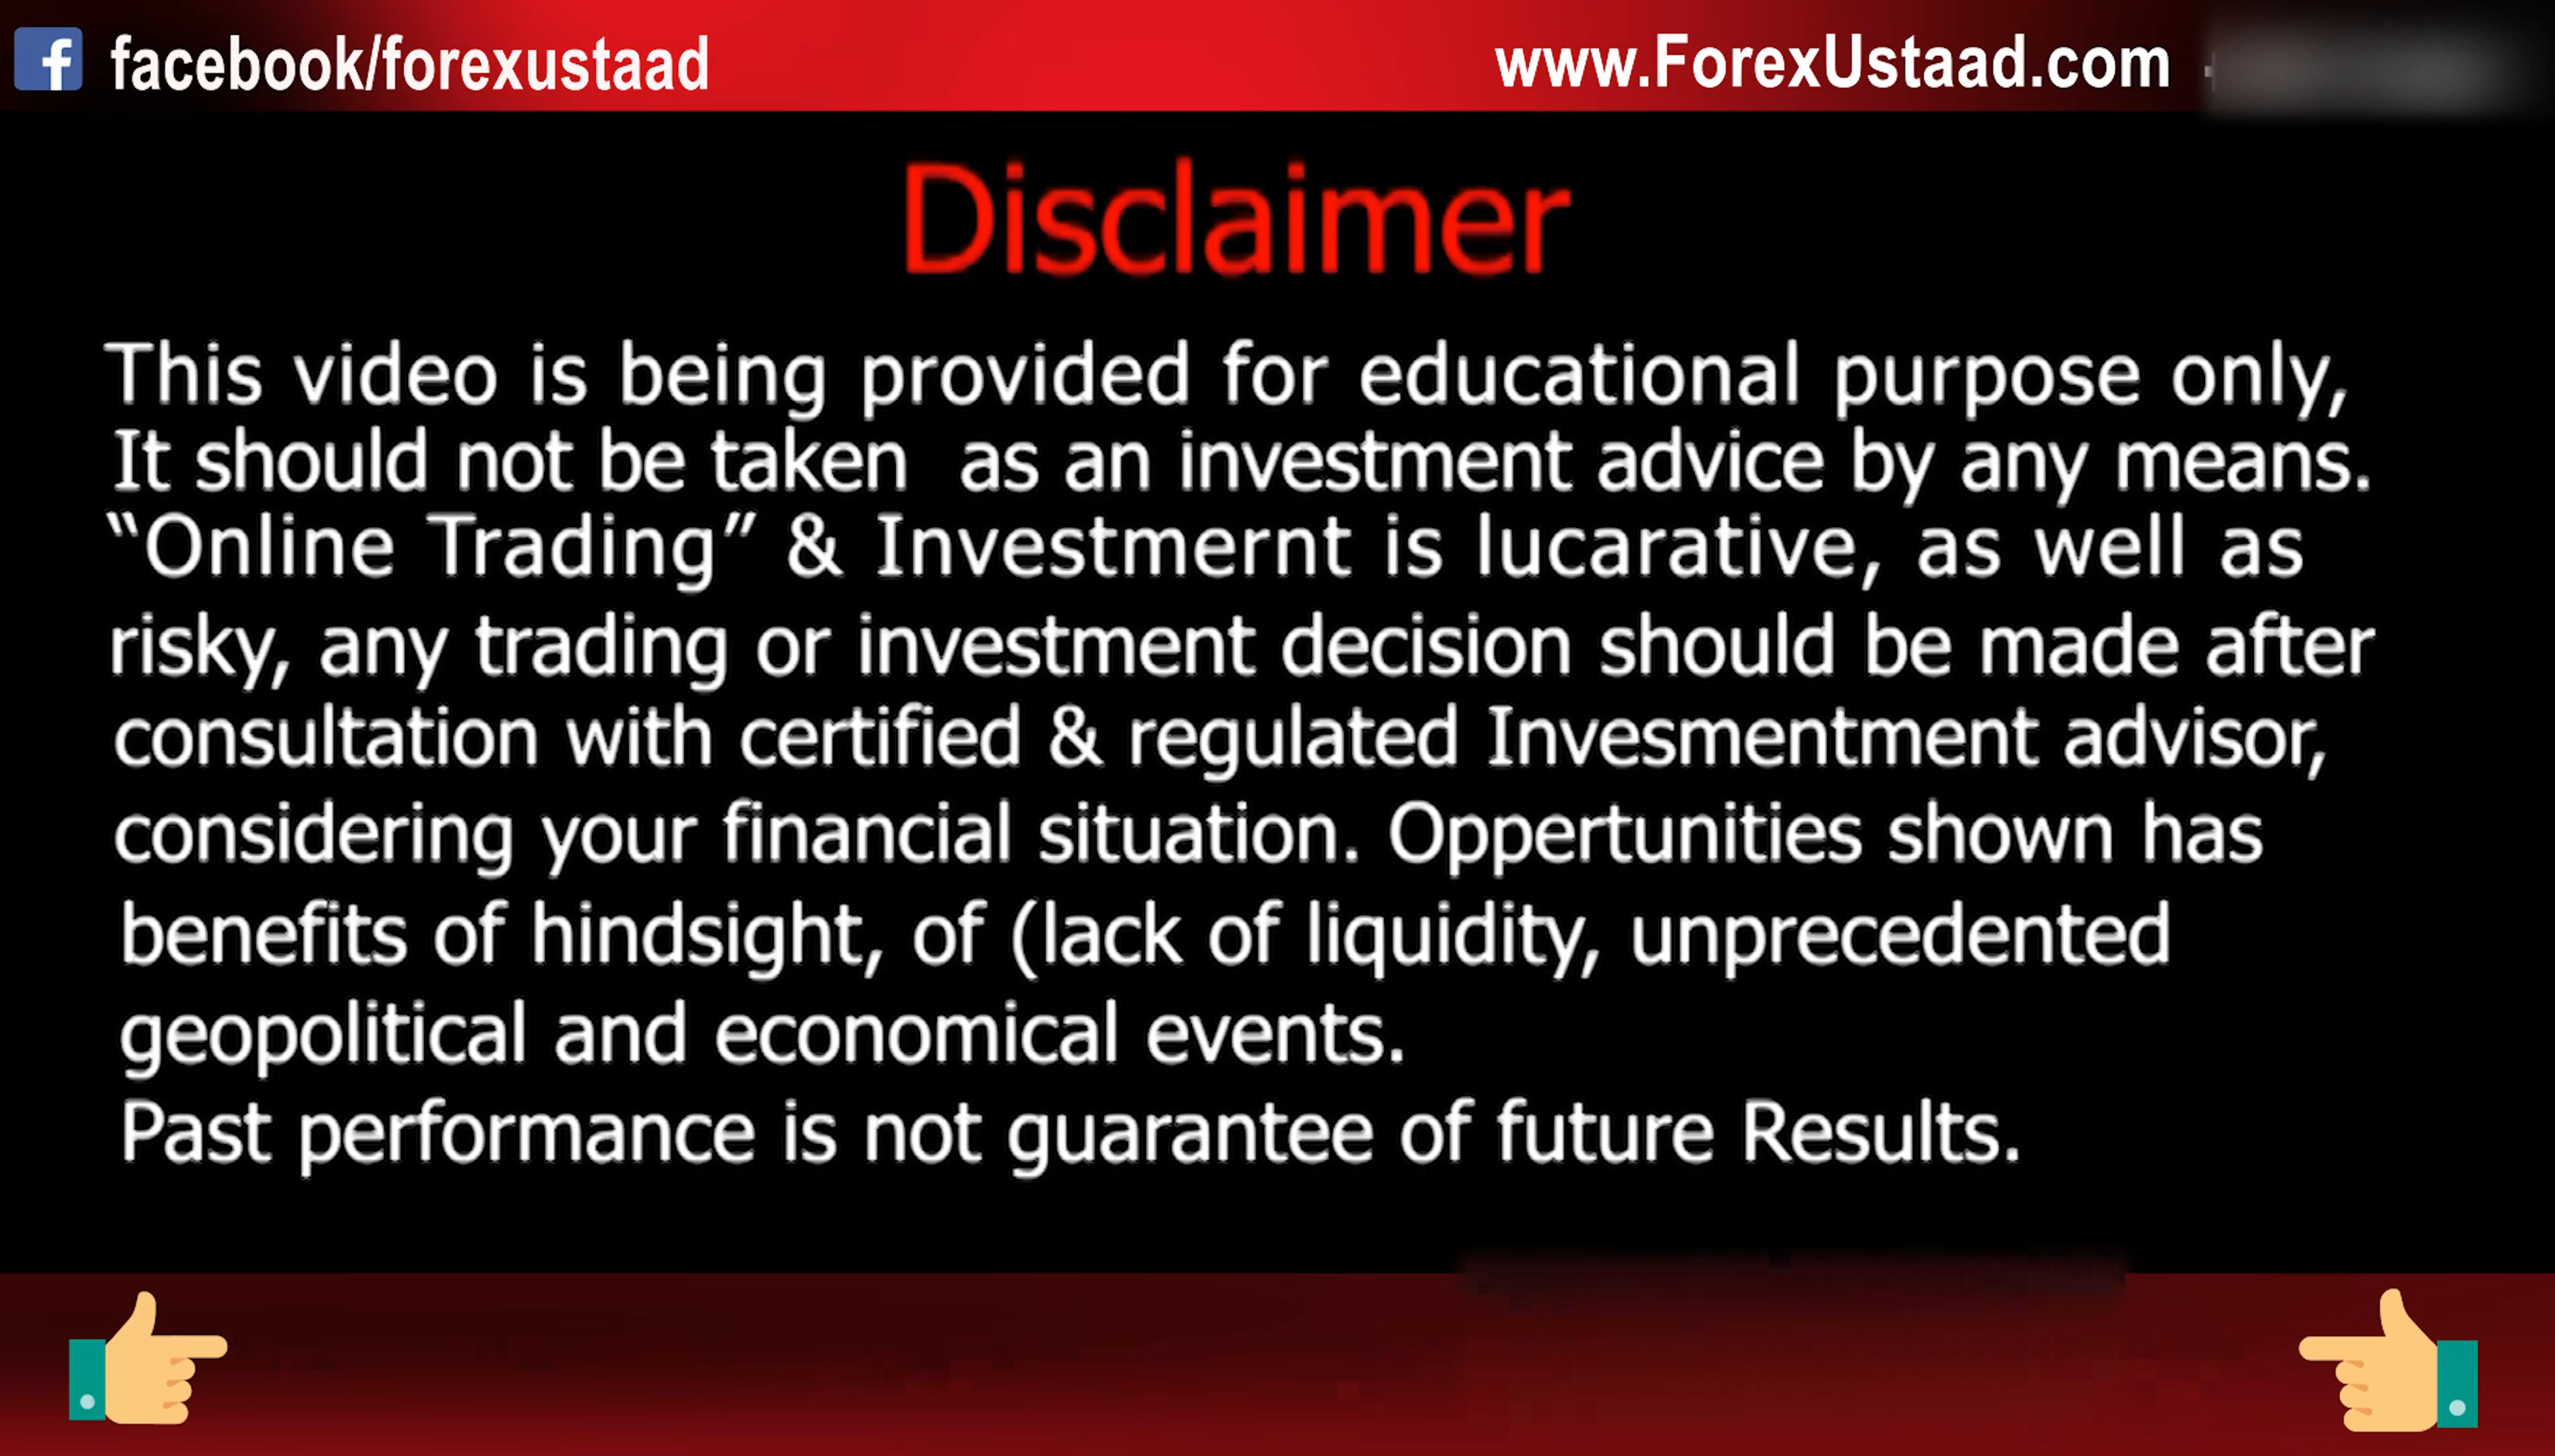 facebook/forexustaad
www.ForexUstaad.com
Disclaimer
This video is being provided for educational purpose only,
It should not be taken as an investment advice by any means.
“Online Trading” & Investmernt is lucarative, as well as
risky, any trading or investment decision should be made after
consultation with certified & regulated Invesmentment advisor,
considering your financial situation. Oppertunities shown has
benefits of hindsight, of (lack of liquidity, unprecedented
geopolitical and economical events.
Past performance is not guarantee of future Results.